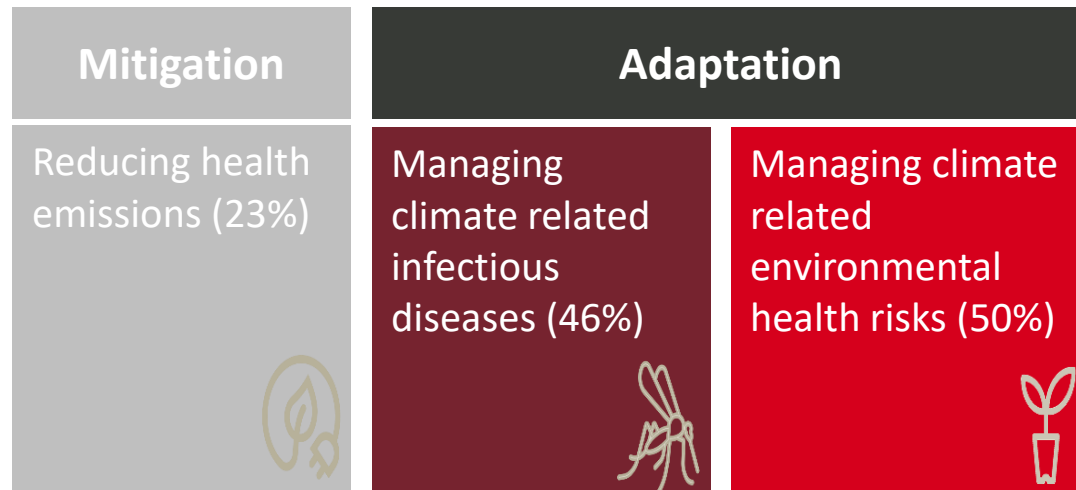 Mitigation
Adaptation
Reducing health
emissions (23%)
Managing
climate related
infectious
diseases (46%)
Managing climate
related
environmental
health risks (50%)